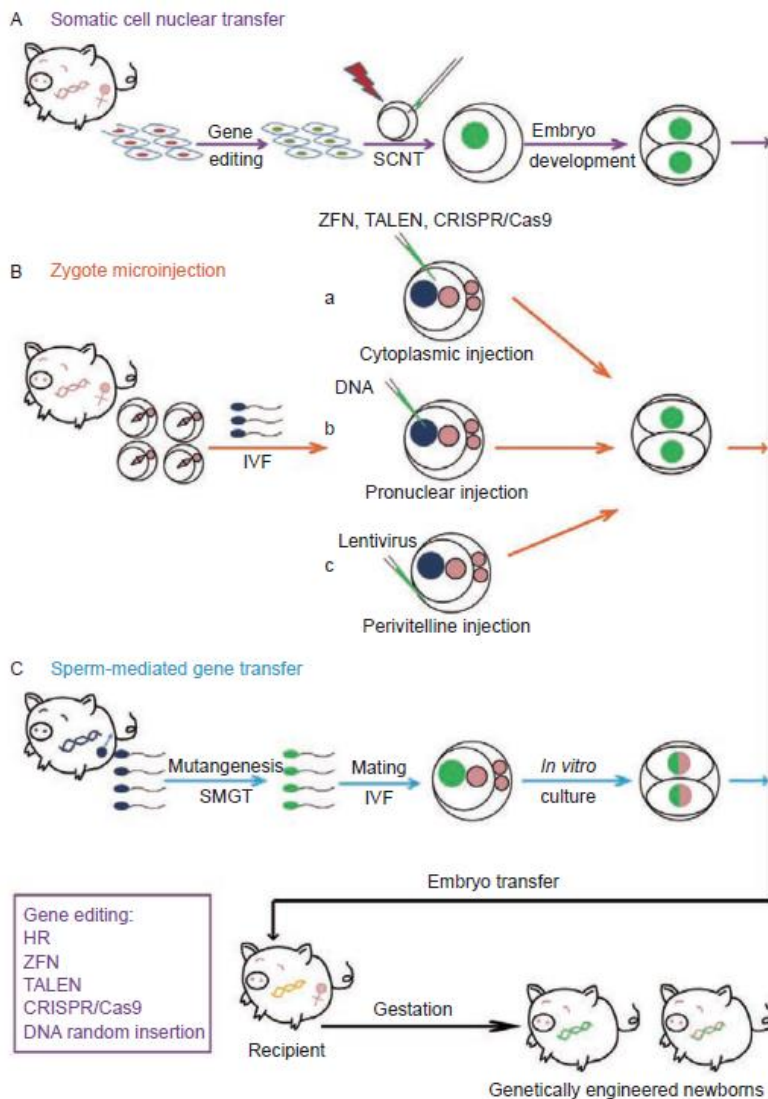 A Somatic cell nuclear transfer
Gene
editing
SCNT
Embryo
development
ZFN, TALEN, CRISPR/Cas9
B Zygote microinjection
a
Cytoplasmic injection
DNA
b
IVF
Pronuclear injection
Lentivirus
c
Perivitelline injection
C Sperm-mediated gene transfer
Mutangenesis
SMGT
Mating
IVF
In vitro
culture
Embryo transfer
Gene editing:
HR
ZFN
TALEN
CRISPR/Cas9
DNA random insertion
Recipient
Gestation
Genetically engineered newborns